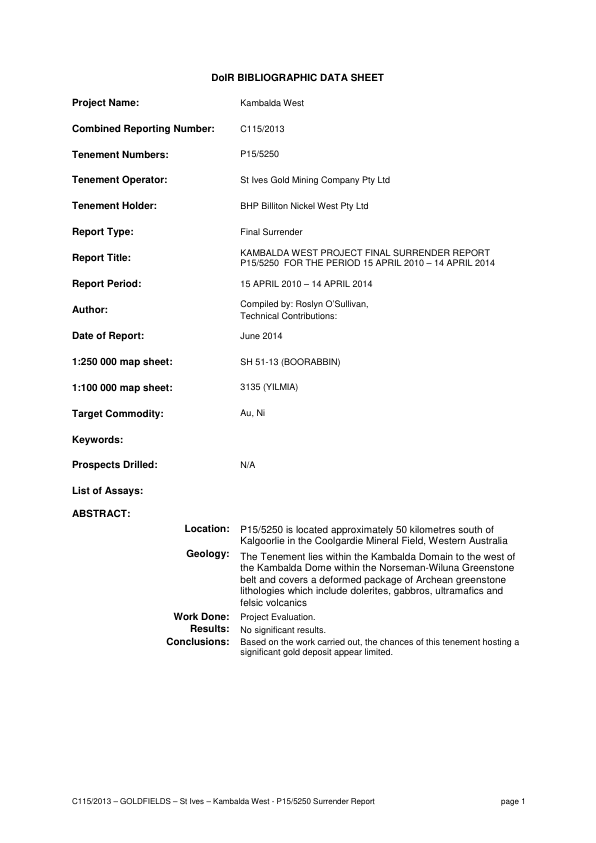 DoIR BIBLIOGRAPHIC DATA SHEET
Project Name: Kambalda West
Combined Reporting Number: C115/2013
Tenement Numbers: P15/5250
Tenement Operator: St Ives Gold Mining Company Pty Ltd
Tenement Holder: BHP Billiton Nickel West Pty Ltd
Report Type: Final Surrender
Report Title: KAMBALDA WEST PROJECT FINAL SURRENDER REPORT
P15/5250 FOR THE PERIOD 15 APRIL 2010 – 14 APRIL 2014
Report Period: 15 APRIL 2010 – 14 APRIL 2014
Author: Compiled by: Roslyn O'Sullivan,
Technical Contributions:
Date of Report: June 2014
1:250 000 map sheet: SH 51-13 (BOORABBIN)
1:100 000 map sheet: 3135 (YILMIA)
Target Commodity: Au, Ni
Keywords:
Prospects Drilled: N/A
List of Assays:
ABSTRACT:
Location: P15/5250 is located approximately 50 kilometres south of
Kalgoorlie in the Coolgardie Mineral Field, Western Australia
Geology: The Tenement lies within the Kambalda Domain to the west of
the Kambalda Dome within the Norseman-Wiluna Greenstone
belt and covers a deformed package of Archean greenstone
lithologies which include dolerites, gabbros, ultramafics and
felsic volcanics
Work Done: Project Evaluation.
Results: No significant results.
Conclusions: Based on the work carried out, the chances of this tenement hosting a
significant gold deposit appear limited.
C115/2013 – GOLDFIELDS – St Ives – Kambalda West - P15/5250 Surrender Report page 1